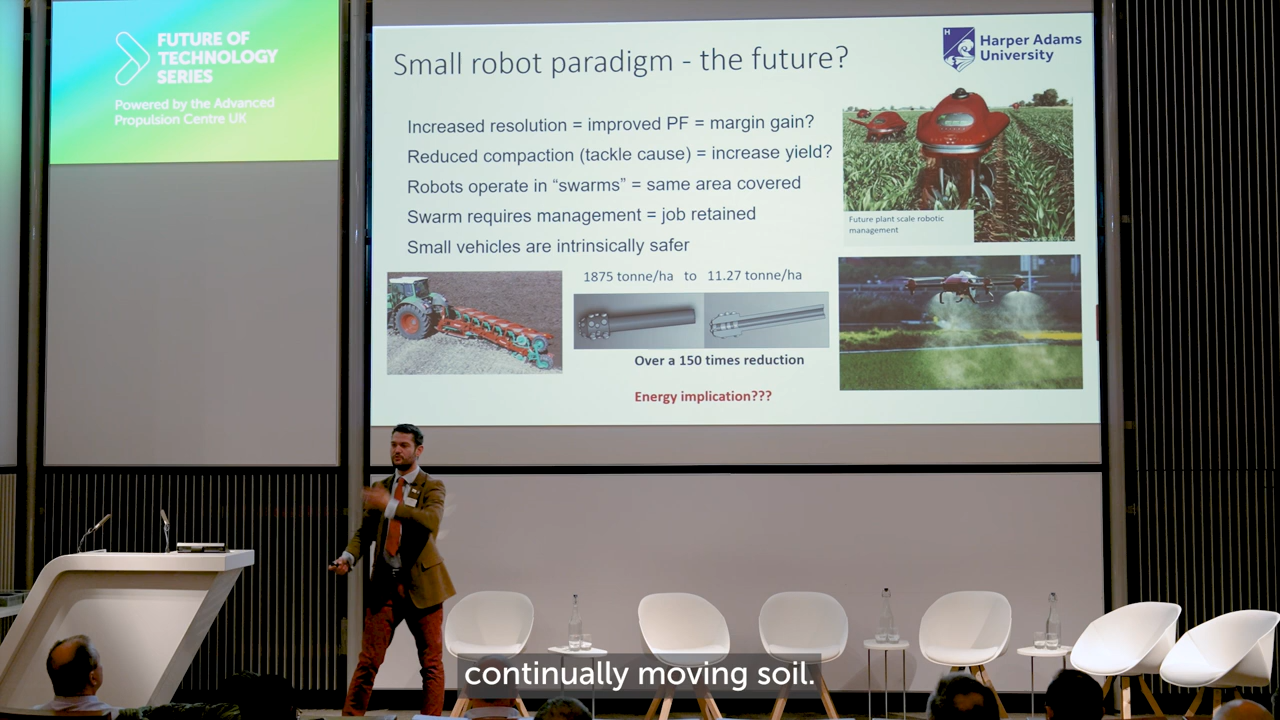 FUTURE OF
TECHNOLOGY
SERIES
Powered by the Advanced
Propulsion Centre UK
Small robot paradigm - the future?
H
Harper Adams
University
Increased resolution = improved PF = margin gain?
Reduced compaction (tackle cause) = increase yield?
Robots operate in “swarms” = same area covered
Swarm requires management = job retained
Small vehicles are intrinsically safer
Future plant scale robotic
management
1875 tonne/ha to 11.27 tonne/ha
Over a 150 times reduction
Energy implication???
continually moving soil.